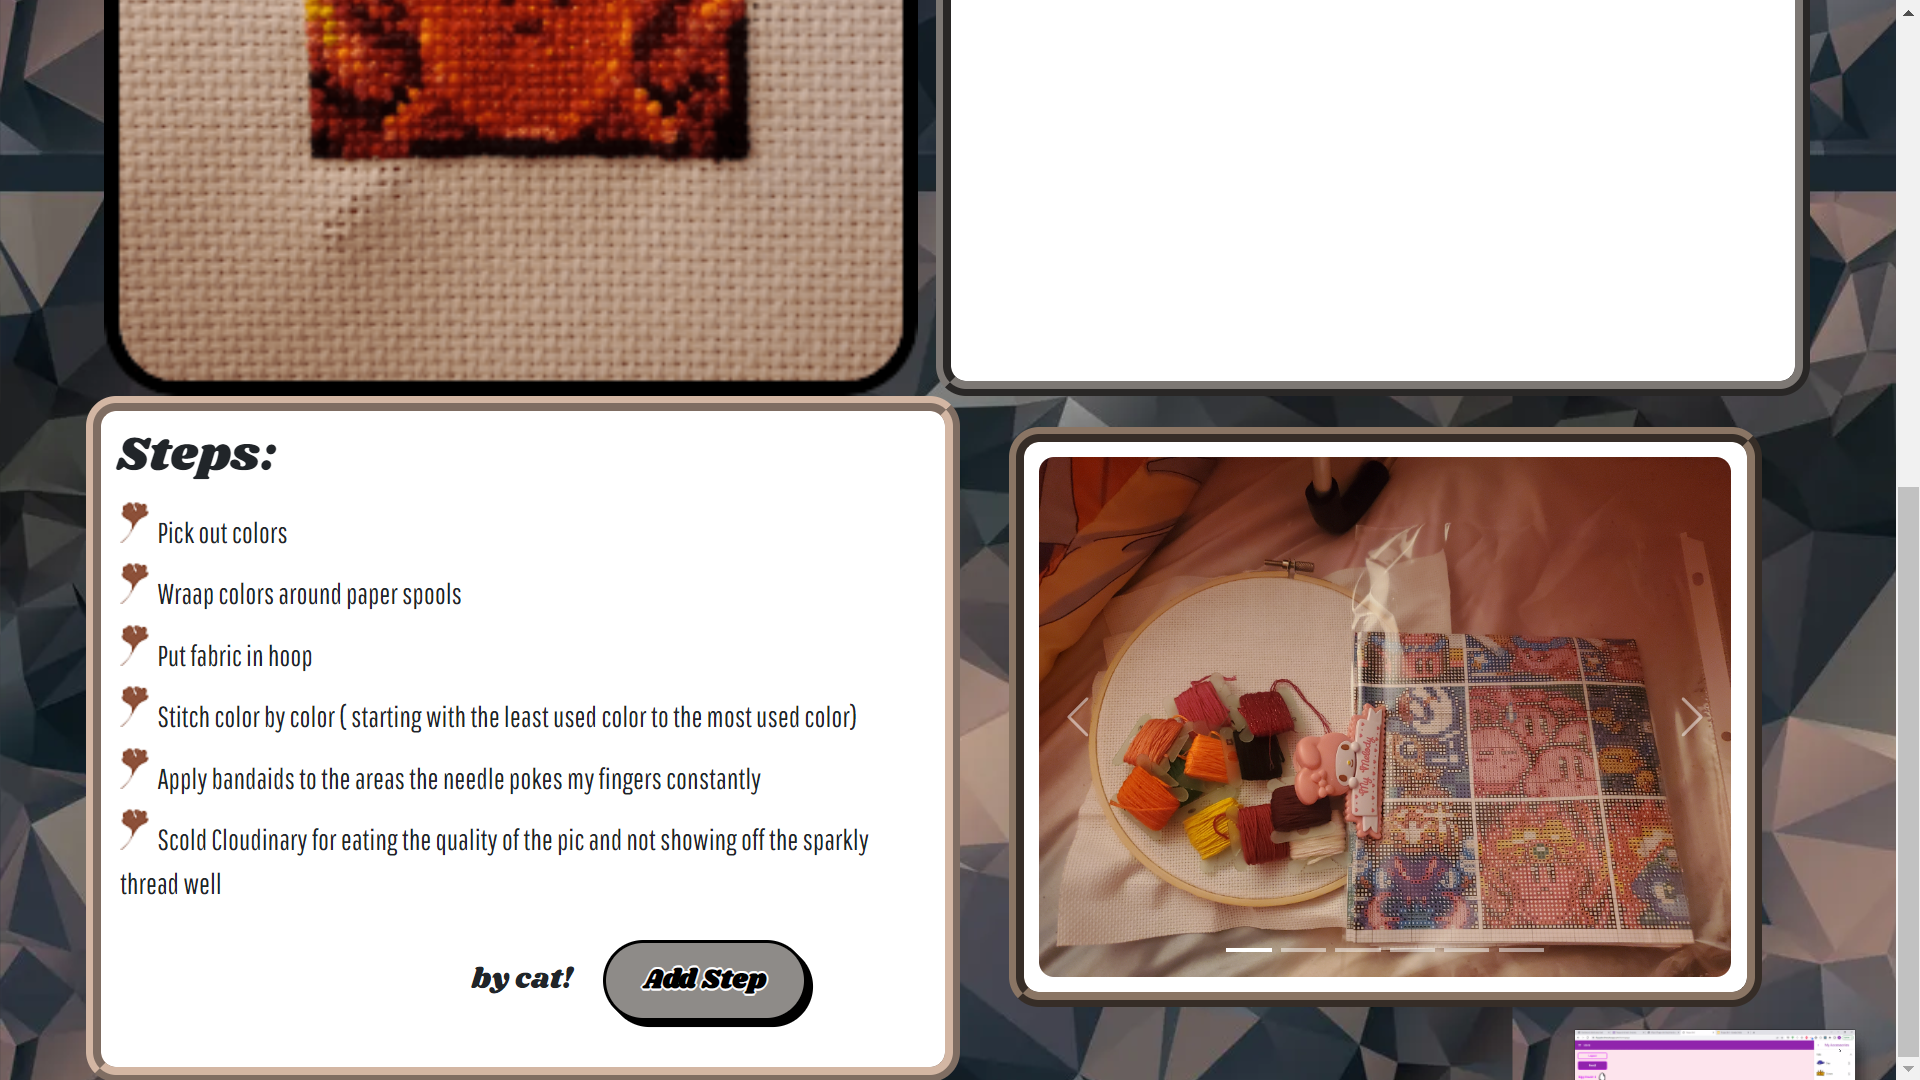 Steps:
Pick out colors
Wraap colors around paper spools
Put fabric in hoop
Stitch color by color ( starting with the least used color to the most used color)
Apply bandaids to the areas the needle pokes my fingers constantly
Scold Cloudinary for eating the quality of the pic and not showing off the sparkly
thread well
by cat!
Add Step
My Melody